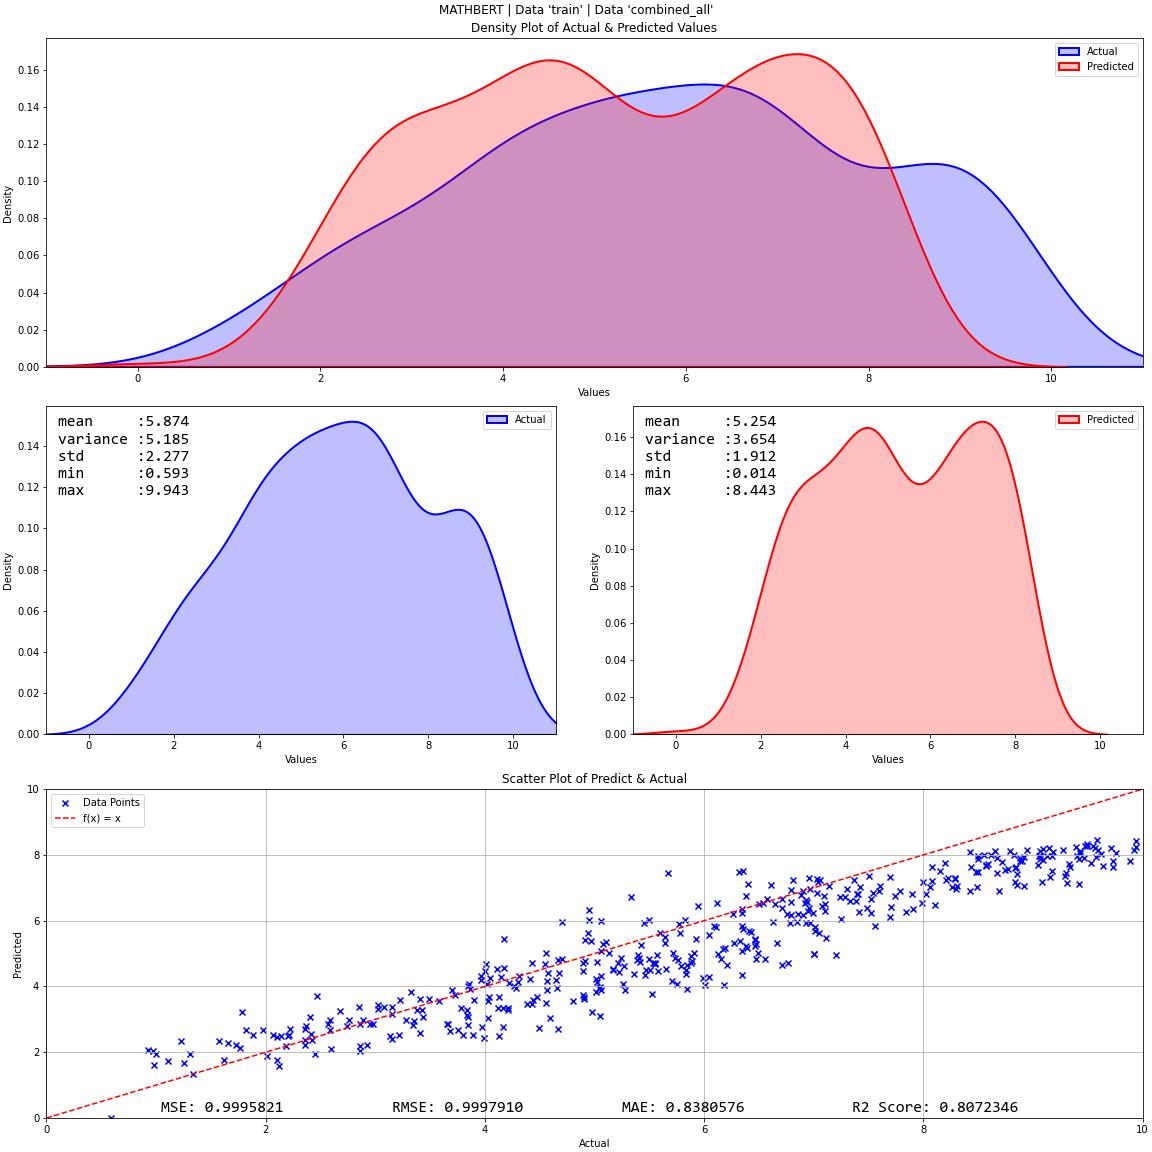 MATHBERT | Data 'train' | Data 'combined_all'
Density Plot of Actual & Predicted Values
Density
0.16
0.14
0.12
0.10
0.08
0.06
0.04
0.02
0.00
Actual
Predicted
0 2 4 6 8 10
Values
mean :5.874
variance :5.185
std :2.277
min :0.593
max :9.943
Actual
Density
0.14
0.12
0.10
0.08
0.06
0.04
0.02
0.00
0 2 4 6 8 10
Values
mean :5.254
variance :3.654
std :1.912
min :0.014
max :8.443
Predicted
Density
0.16
0.14
0.12
0.10
0.08
0.06
0.04
0.02
0.00
0 2 4 6 8 10
Values
Scatter Plot of Predict & Actual
Data Points
f(x) = x
Predicted
10
8
6
4
2
0
MSE: 0.9995821 RMSE: 0.9997910 MAE: 0.8380576 R2 Score: 0.8072346
0 2 4 6 8 10
Actual